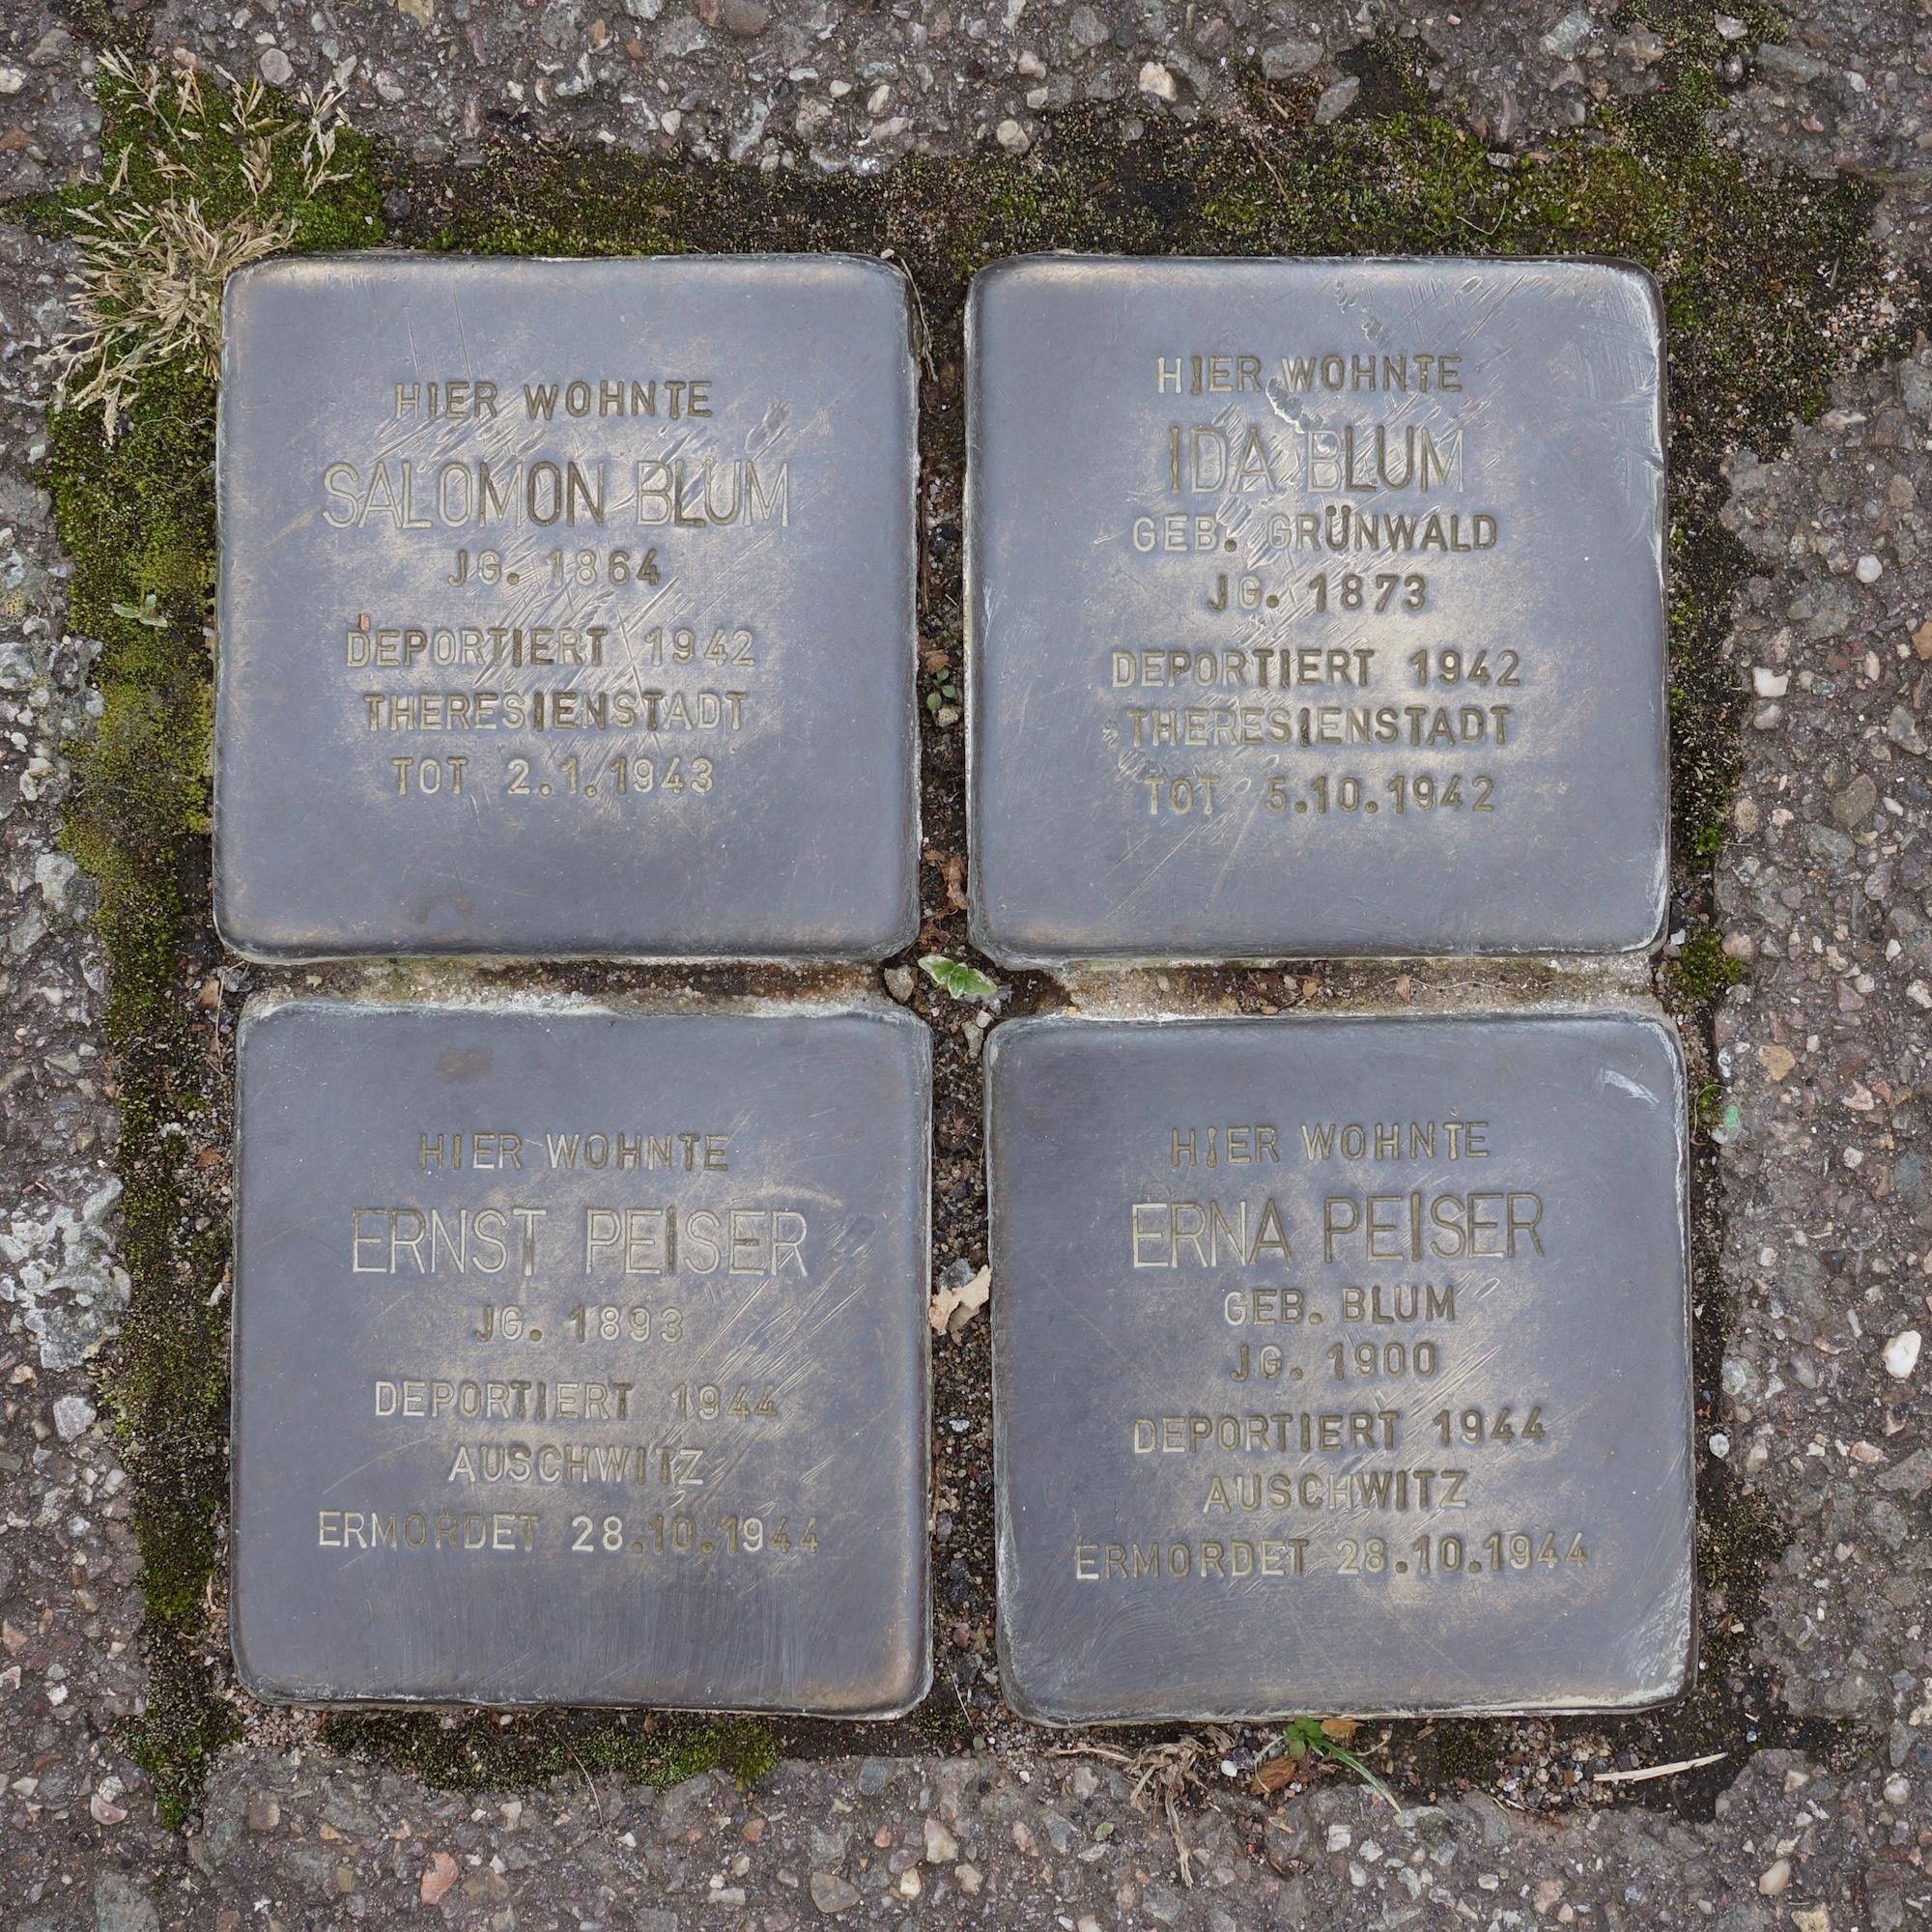 HIER WOHNTE
SALOMON BLUM
JG. 1864
DEPORTIERT 1942
THERESIENSTADT
TOT 2.1.1943
HIER WOHNTE
IDA BLUM
GEB. GRÜNWALD
JG. 1873
DEPORTIERT 1942
THERESIENSTADT
TOT 5.10.1942
HIER WOHNTE
ERNST PEISER
JG. 1893
DEPORTIERT 1944
AUSCHWITZ
ERMORDET 28.10.1944
HIER WOHNTE
ERNA PEISER
GEB. BLUM
JG. 1900
DEPORTIERT 1944
AUSCHWITZ
ERMORDET 28.10.1944